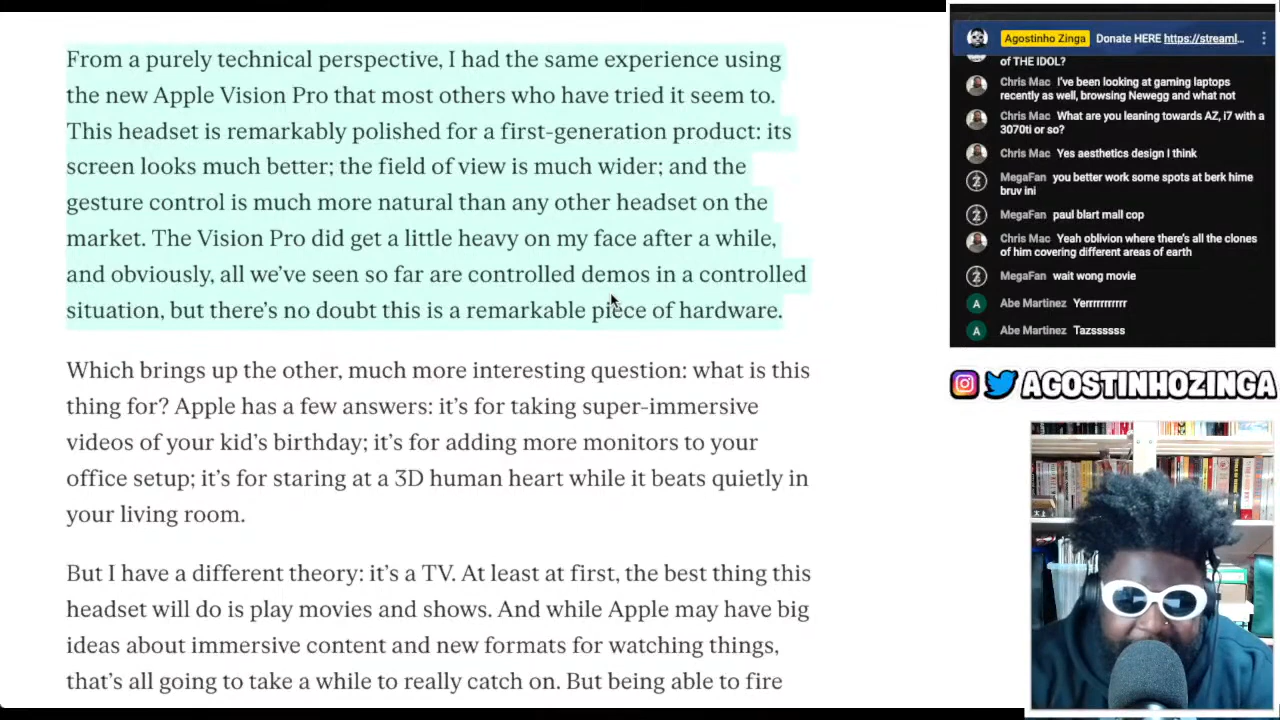 From a purely technical perspective, I had the same experience using
the new Apple Vision Pro that most others who have tried it seem to.
This headset is remarkably polished for a first-generation product: its
screen looks much better; the field of view is much wider; and the
gesture control is much more natural than any other headset on the
market. The Vision Pro did get a little heavy on my face after a while,
and obviously, all we’ve seen so far are controlled demos in a controlled
situation, but there’s no doubt this is a remarkable piece of hardware.
Which brings up the other, much more interesting question: what is this
thing for? Apple has a few answers: it’s for taking super-immersive
videos of your kid’s birthday; it’s for adding more monitors to your
office setup; it’s for staring at a 3D human heart while it beats quietly in
your living room.
But I have a different theory: it’s a TV. At least at first, the best thing this
headset will do is play movies and shows. And while Apple may have big
ideas about immersive content and new formats for watching things,
that’s all going to take a while to really catch on. But being able to fire
Agostinho Zinga Donate HERE https://streaml...
of THE IDOL?
Chris Mac I've been looking at gaming laptops
recently as well, browsing Newegg and what not
Chris Mac What are you leaning towards AZ, i7 with a
3070ti or so?
Chris Mac Yes aesthetics design I think
MegaFan you better work some spots at berk hime
bruv ini
MegaFan paul blart mall cop
Chris Mac Yeah oblivion where there's all the clones
of him covering different areas of earth
MegaFan wait wong movie
A Abe Martinez Yerrrrrrrrrrr
A Abe Martinez Tazssssss
AGOSTINHOZINGA